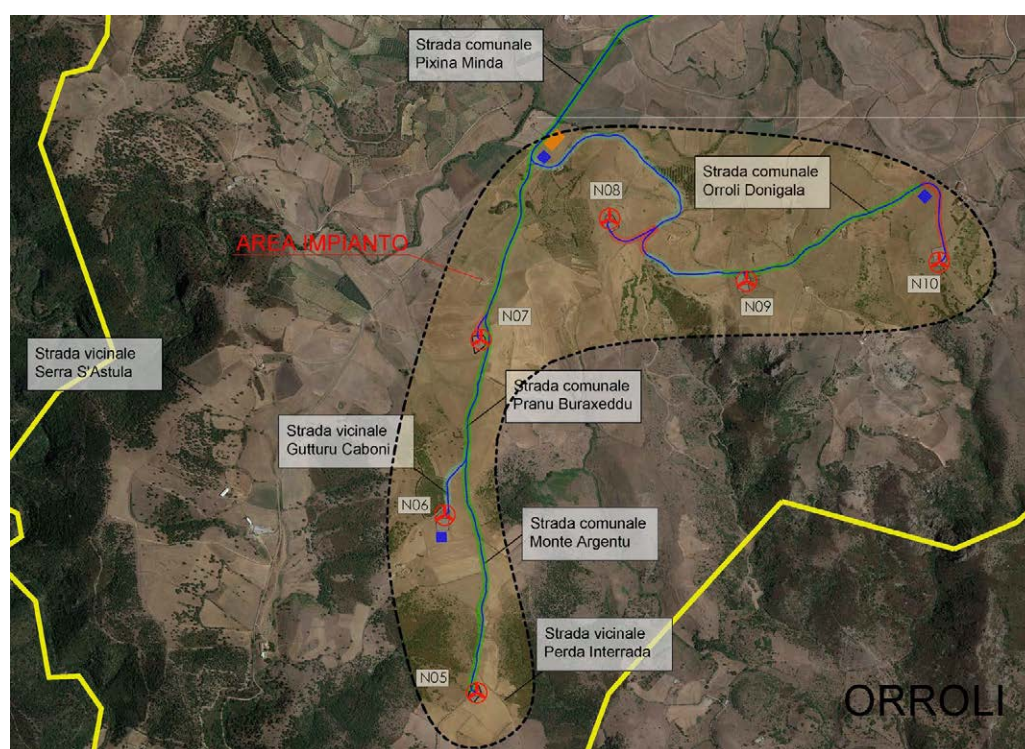 Strada comunale
Pixina Minda
Strada comunale
Orroli Donigala
N08
AREA IMPIANTO
N10
N09
N07
Strada vicinale
Serra S'Astula
Strada comunale
Pranu Buraxeddu
Strada vicinale
Gutturu Caboni
N06
Strada comunale
Monte Argentu
Strada vicinale
Perda Interrada
N05
ORROLI